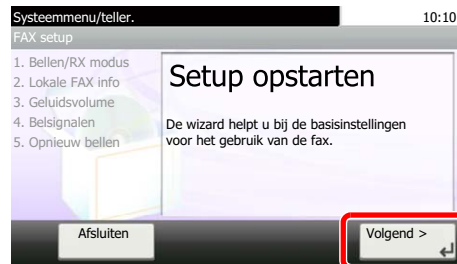 Systeemmenu/teller.
10:10
FAX setup
1. Bellen/RX modus
2. Lokale FAX info
3. Geluidsvolume
4. Belsignalen
5. Opnieuw bellen
Setup opstarten
De wizard helpt u bij de basisinstellingen
voor het gebruik van de fax.
Afsluiten
Volgend >